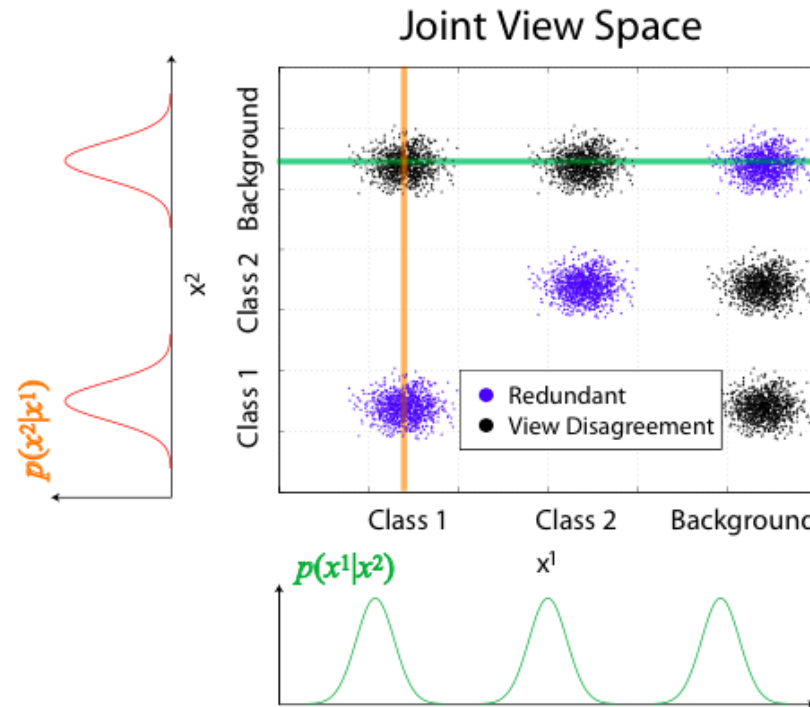 Joint View Space
Background
Class 2
Class 1
x²
p(x²|x¹)
Redundant
View Disagreement
Class 1 Class 2 Background
x¹
p(x¹|x²)